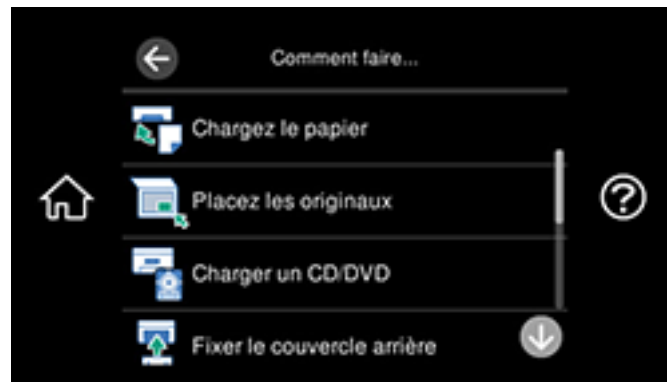 Comment faire...
Chargez le papier
Placez les originaux
Charger un CD/DVD
Fixer le couvercle arrière